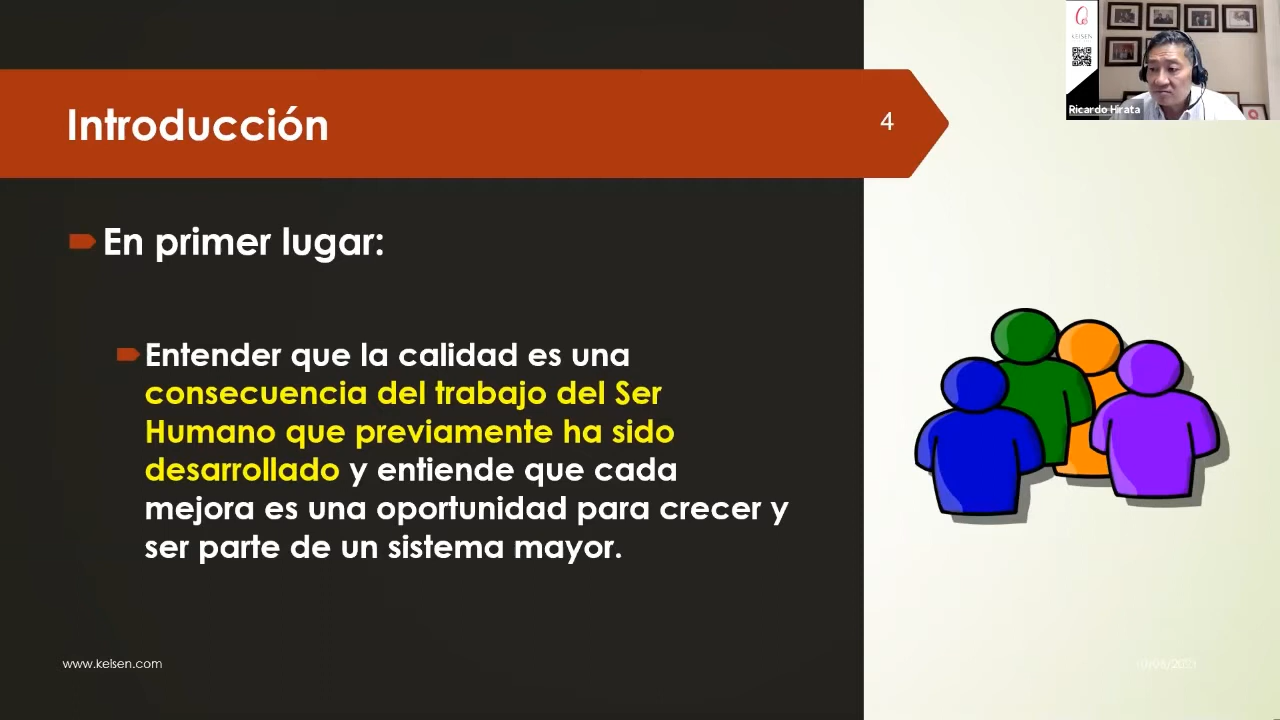 KELSEN
Ricardo Hirata
Introducción
4
En primer lugar:
Entender que la calidad es una
consecuencia del trabajo del Ser
Humano que previamente ha sido
desarrollado y entiende que cada
mejora es una oportunidad para crecer y
ser parte de un sistema mayor.
www.kelsen.com